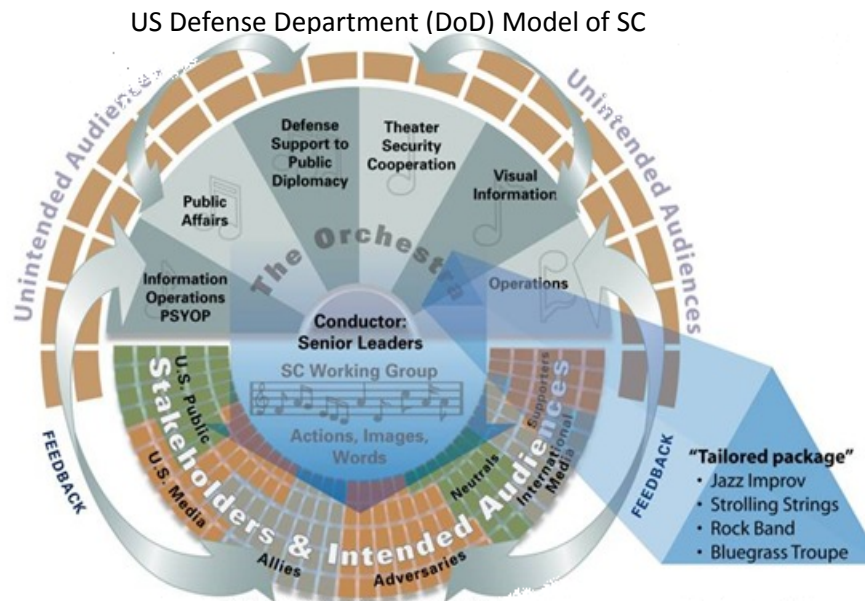 US Defense Department (DoD) Model of SC
Unintended Audiences
Unintended Audiences
Defense
Support to
Public
Diplomacy
Theater
Security
Cooperation
Public
Affairs
Visual
Information
Information
Operations
PSYOP
Operations
The Orchestra
Conductor:
Senior Leaders
SC Working Group
Actions, Images,
Words
Stakeholders & Intended Audiences
U.S. Public
U.S. Media
Allies
Adversaries
Neutrals
International
Media
Supporters
FEEDBACK
FEEDBACK
“Tailored package”
• Jazz Improv
• Strolling Strings
• Rock Band
• Bluegrass Troupe